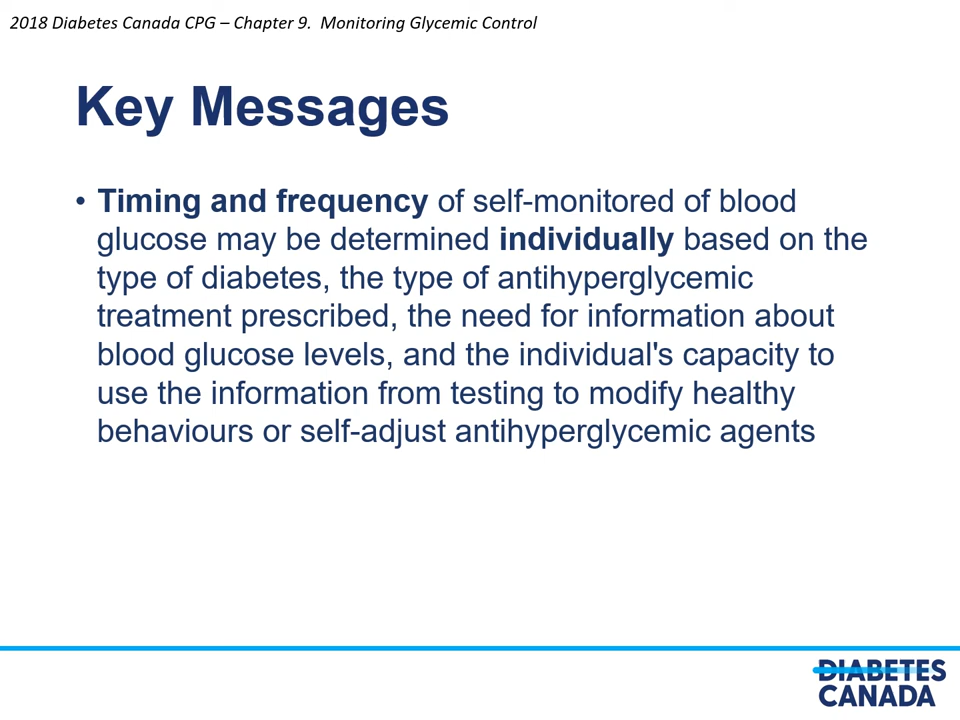 2018 Diabetes Canada CPG – Chapter 9. Monitoring Glycemic Control
Key Messages
• Timing and frequency of self-monitored of blood
glucose may be determined individually based on the
type of diabetes, the type of antihyperglycemic
treatment prescribed, the need for information about
blood glucose levels, and the individual's capacity to
use the information from testing to modify healthy
behaviours or self-adjust antihyperglycemic agents
DIABETES
CANADA